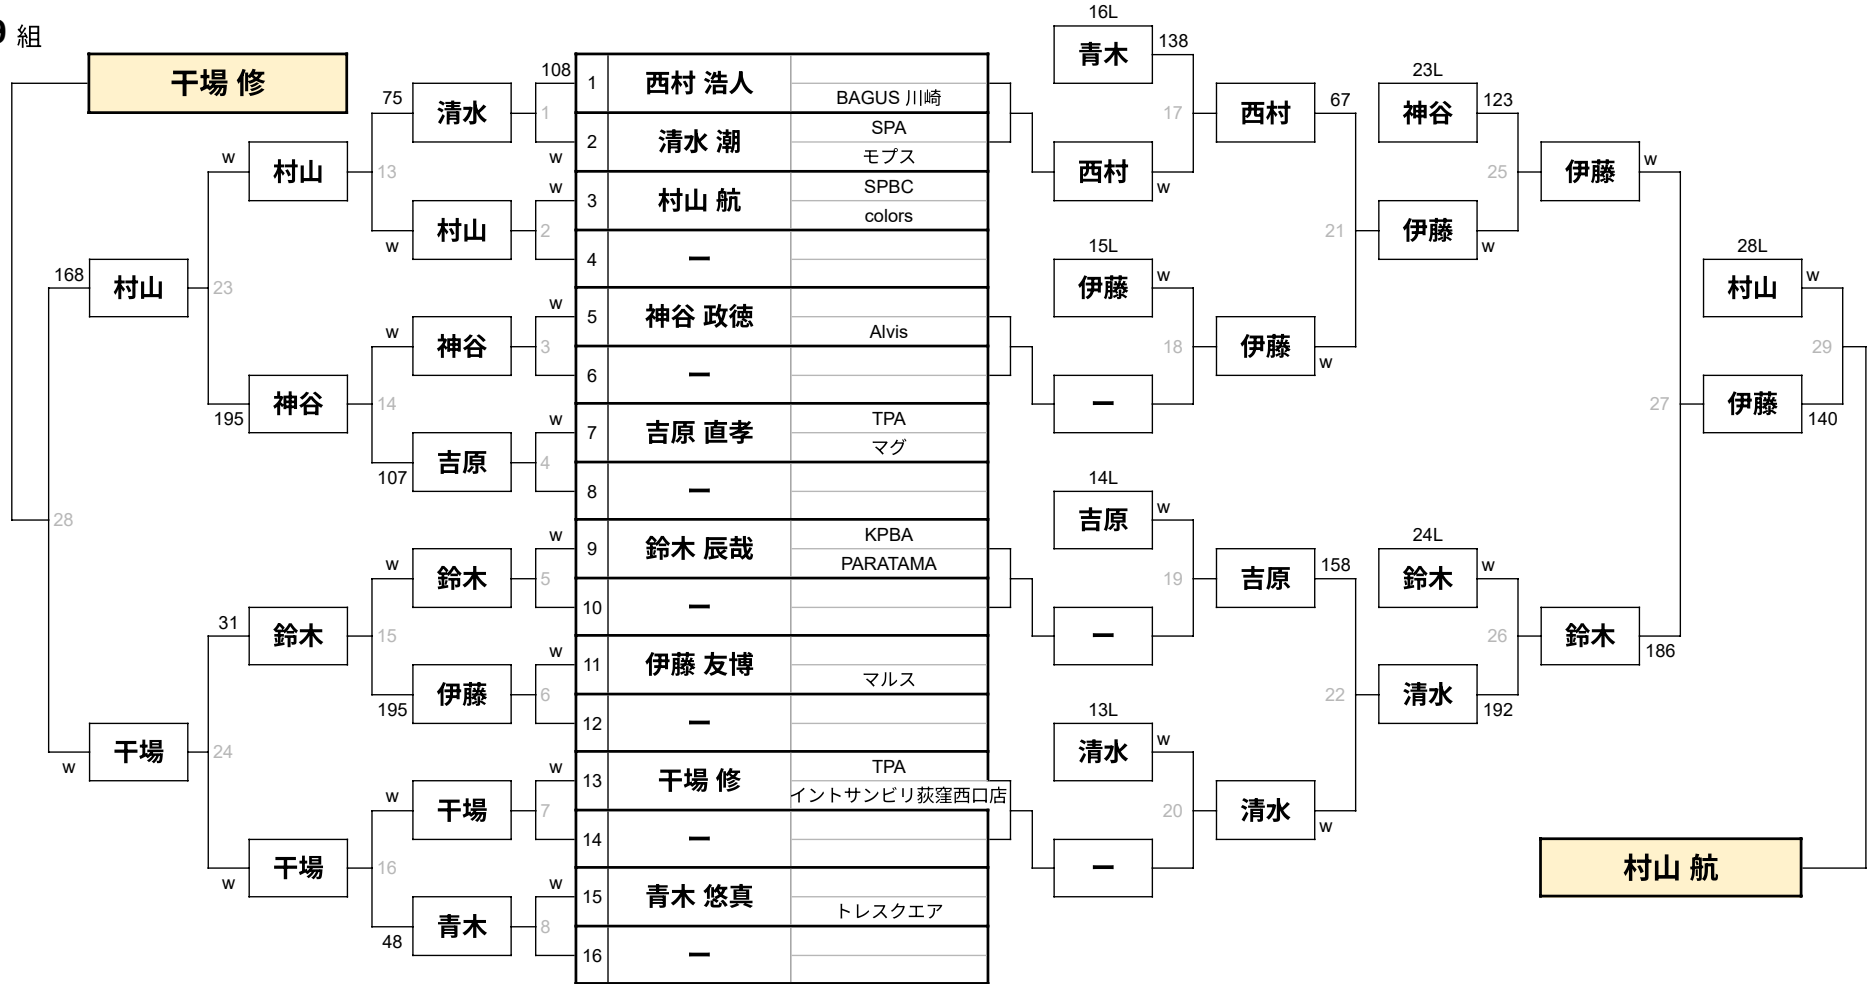 組
干場 修
村山
干場
168
28
w
村山
神谷
鈴木
干場
w
23
195
31
24
w
清水
村山
神谷
吉原
鈴木
伊藤
干場
青木
75
13
w
w
14
107
w
15
195
w
16
48
108
1
w
w
2
w
3
w
4
w
5
w
6
w
7
w
8
1 西村 浩人 BAGUS 川崎
2 清水 潮 SPA
モプス
3 村山 航 SPBC
colors
4 ー
5 神谷 政徳 Alvis
6 ー
7 吉原 直孝 TPA
マグ
8 ー
9 鈴木 辰哉 KPBA
PARATAMA
10 ー
11 伊藤 友博 マルス
12 ー
13 干場 修 TPA
イントサンビリ荻窪西口店
14 ー
15 青木 悠真 トレスクエア
16 ー
16L
青木
138
17
西村
w
15L
伊藤
w
18
ー
14L
吉原
w
19
ー
13L
清水
w
20
ー
西村
67
21
伊藤
w
吉原
158
22
清水
w
23L
神谷
123
25
伊藤
w
24L
鈴木
w
26
清水
192
伊藤
w
27
鈴木
186
28L
村山
w
29
伊藤
140
村山 航